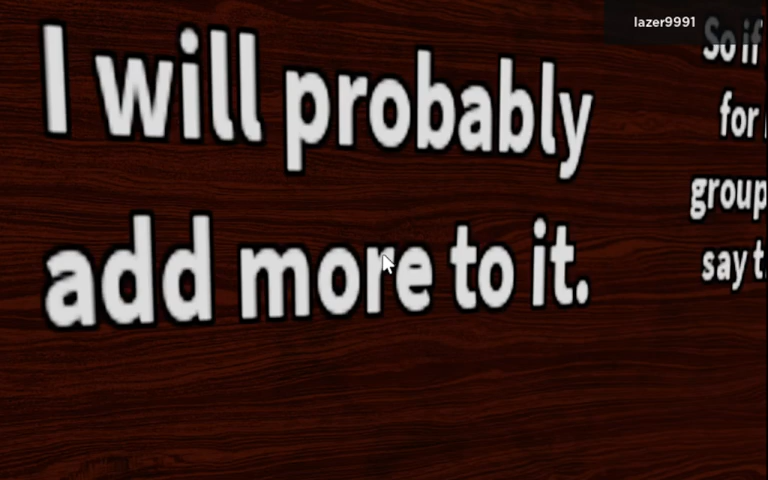 I will probably
add more to it.
lazer9991
So if
for
group
say t